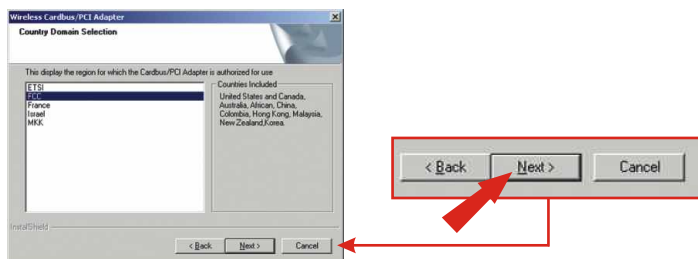 Wireless Cardbus/PCI Adapter
Country Domain Selection
This display the region for which the Cardbus/PCI Adapter is authorized for use
ETSI
FCC
France
Israel
MKK
Countries Included
United States and Canada,
Australia, African, China,
Colombia, Hong Kong, Malaysia,
New Zealand,Korea.
InstallShield
< Back
Next >
Cancel
< Back
Next >
Cancel